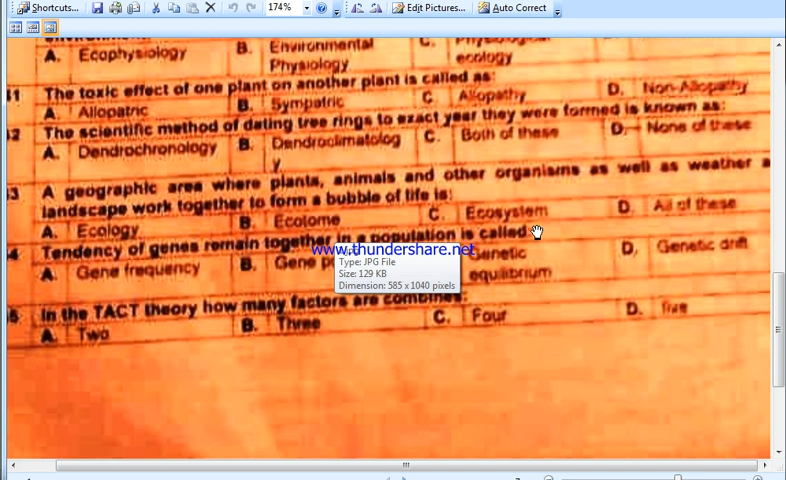 Shortcuts... 174% Edit Pictures... Auto Correct
A. Ecophysiology B. Environmental Physiology C. ecology
41 The toxic effect of one plant on another plant is called as:
A. Allopatric B. Sympatric C. Allopathy D. Non-Allopathy
42 The scientific method of dating tree rings to exact year they were formed is known as:
A. Dendrochronology B. Dendroclimatology C. Both of these D. None of these
43 A geographic area where plants, animals and other organisms as well as weather a
landscape work together to form a bubble of life is:
A. Ecology B. Ecotome C. Ecosystem D. All of these
Tendency of genes remain together in a population is called
www.thundershare.net
A. Gene frequency B. Gene C. Genetic equilibrium D. Genetic drift
Type: JPG File
Size: 129 KB
Dimension: 585 x 1040 pixels
In the TACT theory how many factors are combines:
A. Two B. Three C. Four D. five